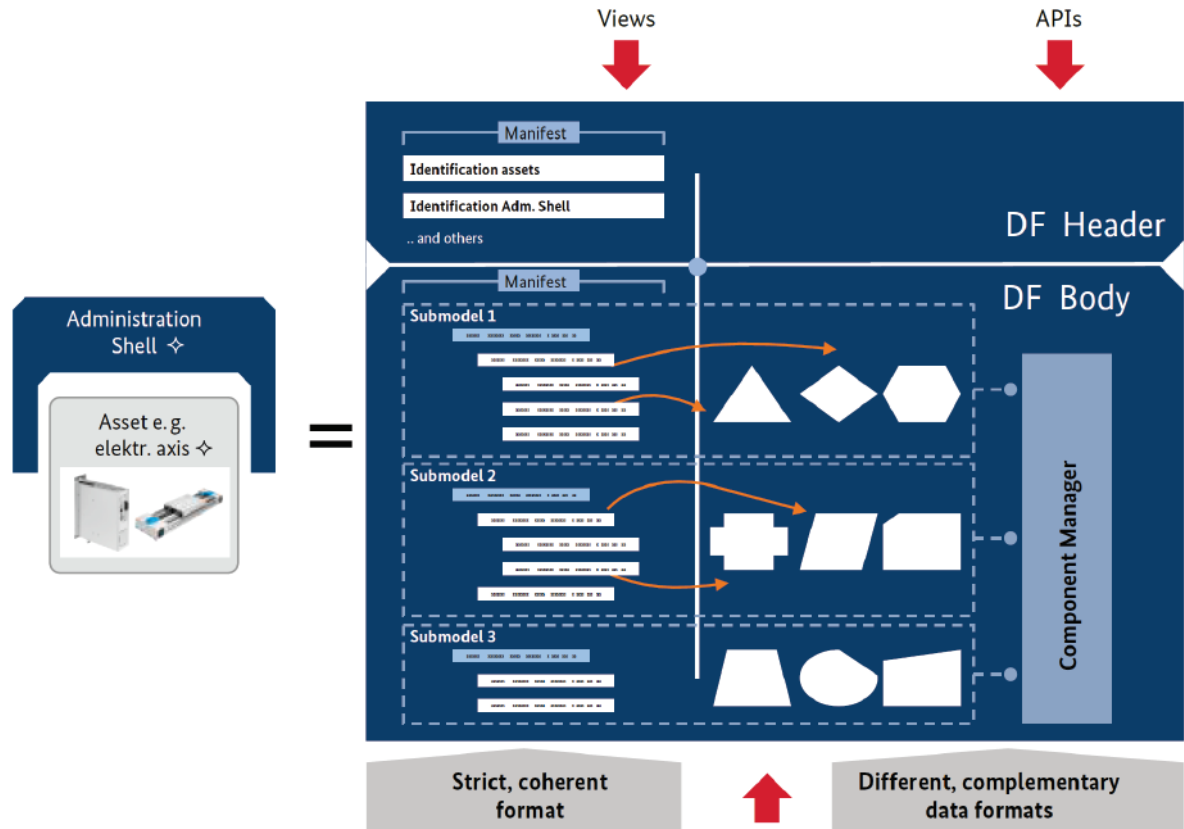 Views
APIs
Manifest
Identification assets
Identification Adm. Shell
.. and others
DF Header
Manifest
DF Body
Administration
Shell
Asset e. g.
elektr. axis
=
Submodel 1
Submodel 2
Submodel 3
Component Manager
Strict, coherent
format
Different, complementary
data formats